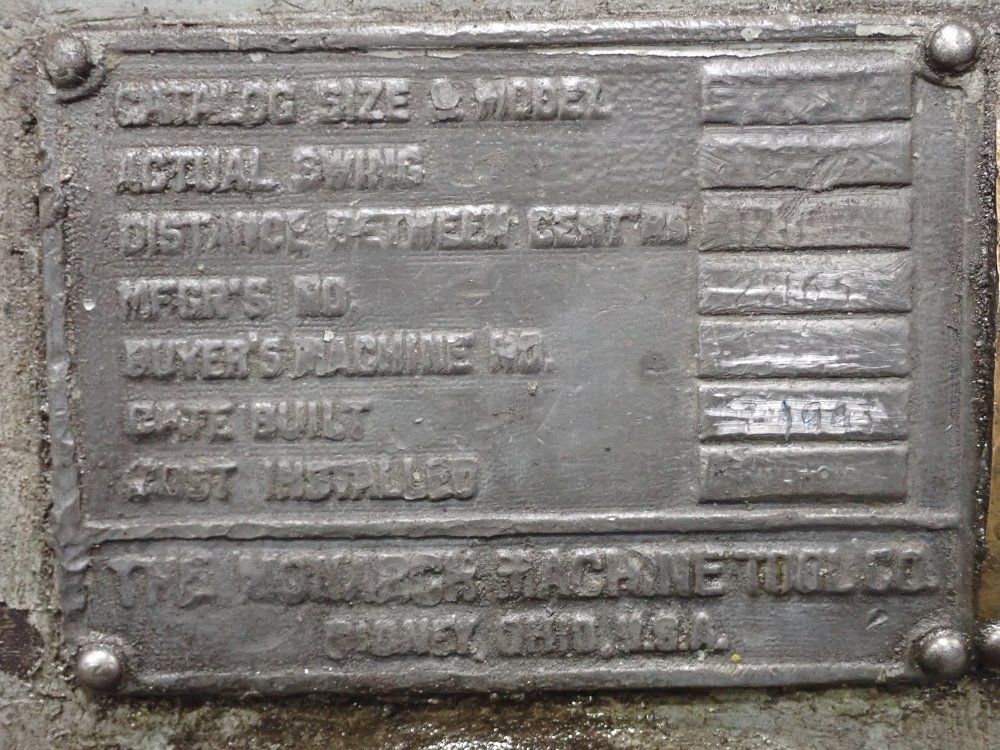 CATALOG SIZE & MODEL
ACTUAL SWING
DISTANCE BETWEEN CENTERS
MFGR'S NO.
BUYER'S MACHINE NO.
DATE BUILT
COST INSTALLED
THE MONARCH MACHINE TOOL CO.
SIDNEY, OHIO, U.S.A.